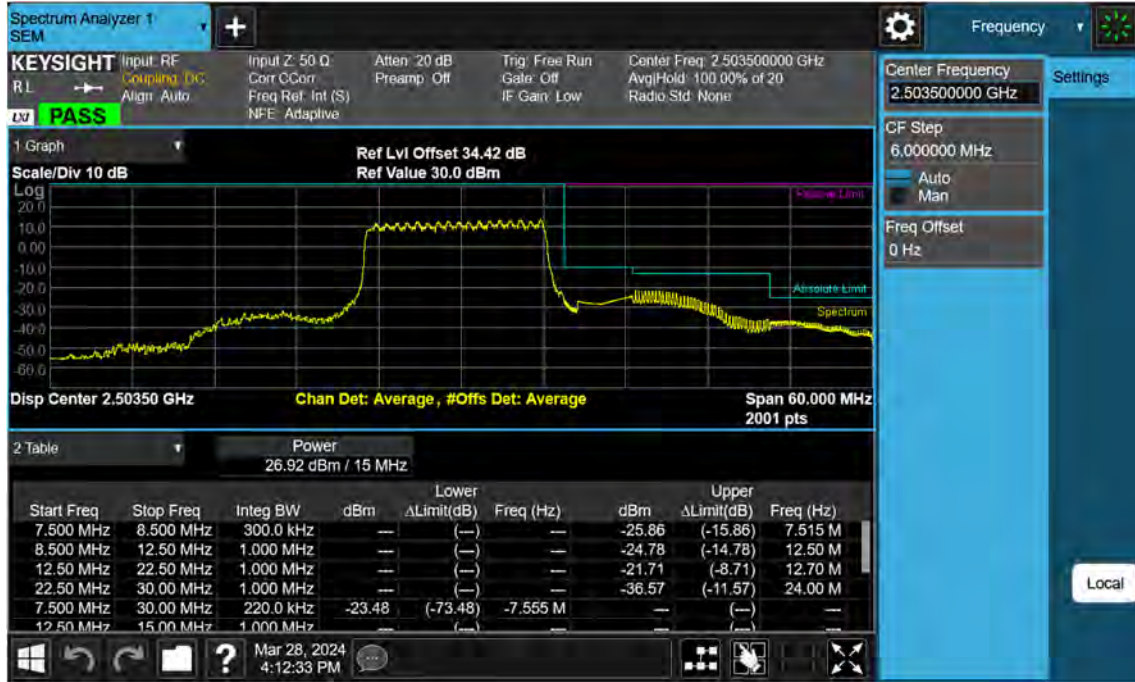 Spectrum Analyzer 1
SEM
+
Frequency
KEYSIGHT
RL
LXI
PASS
Input: RF
Coupling: DC
Align: Auto
Input Z: 50 Ω
Corr CCorr
Freq Ref: Int (S)
NFE: Adaptive
Atten: 20 dB
Preamp: Off
Trig: Free Run
Gate: Off
IF Gain: Low
Center Freq: 2.503500000 GHz
Avg|Hold: 100.00% of 20
Radio Std: None
Center Frequency
2.503500000 GHz
Settings
CF Step
6.000000 MHz
Auto
Man
Freq Offset
0 Hz
1 Graph
Scale/Div 10 dB
Ref Lvl Offset 34.42 dB
Ref Value 30.0 dBm
Log
20.0
10.0
0.00
-10.0
-20.0
-30.0
-40.0
-50.0
-60.0
Relative Limit
Absolute Limit
Spectrum
Disp Center 2.50350 GHz
Chan Det: Average, #Offs Det: Average
Span 60.000 MHz
2001 pts
2 Table
Power
26.92 dBm / 15 MHz
Lower Upper
Start Freq Stop Freq Integ BW dBm ΔLimit(dB) Freq (Hz) dBm ΔLimit(dB) Freq (Hz)
7.500 MHz 8.500 MHz 300.0 kHz --- (---) --- -25.86 (-15.86) 7.515 M
8.500 MHz 12.50 MHz 1.000 MHz --- (---) --- -24.78 (-14.78) 12.50 M
12.50 MHz 22.50 MHz 1.000 MHz --- (---) --- -21.71 (-8.71) 12.70 M
22.50 MHz 30.00 MHz 1.000 MHz --- (---) --- -36.57 (-11.57) 24.00 M
7.500 MHz 30.00 MHz 220.0 kHz -23.48 (-73.48) -7.555 M --- (---) ---
12.50 MHz 15.00 MHz 1.000 MHz --- (---) --- --- (---) ---
Local
?
Mar 28, 2024
4:12:33 PM